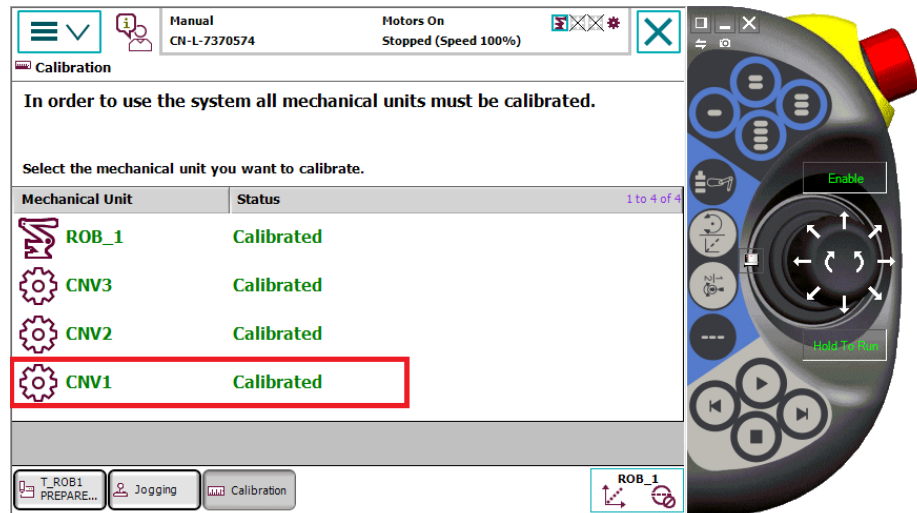 Manual
CN-L-7370574
Motors On
Stopped (Speed 100%)
Calibration
In order to use the system all mechanical units must be calibrated.
Select the mechanical unit you want to calibrate.
Mechanical Unit Status 1 to 4 of 4
ROB_1 Calibrated
CNV3 Calibrated
CNV2 Calibrated
CNV1 Calibrated
T_ROB1
PREPARE...
Jogging
Calibration
ROB_1
Enable
Hold To Run